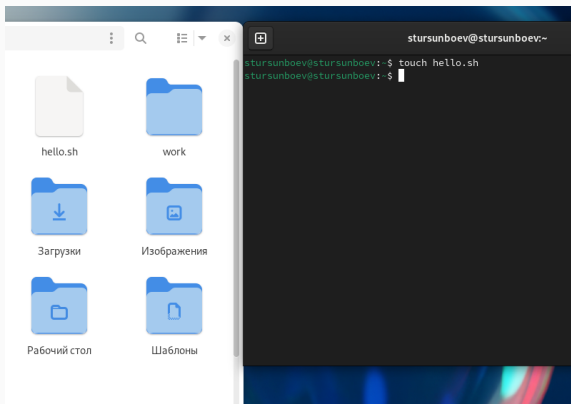 hello.sh
work
Загрузки
Изображения
Рабочий стол
Шаблоны
stursunboev@stursunboev:~
stursunboev@stursunboev:~$ touch hello.sh
stursunboev@stursunboev:~$